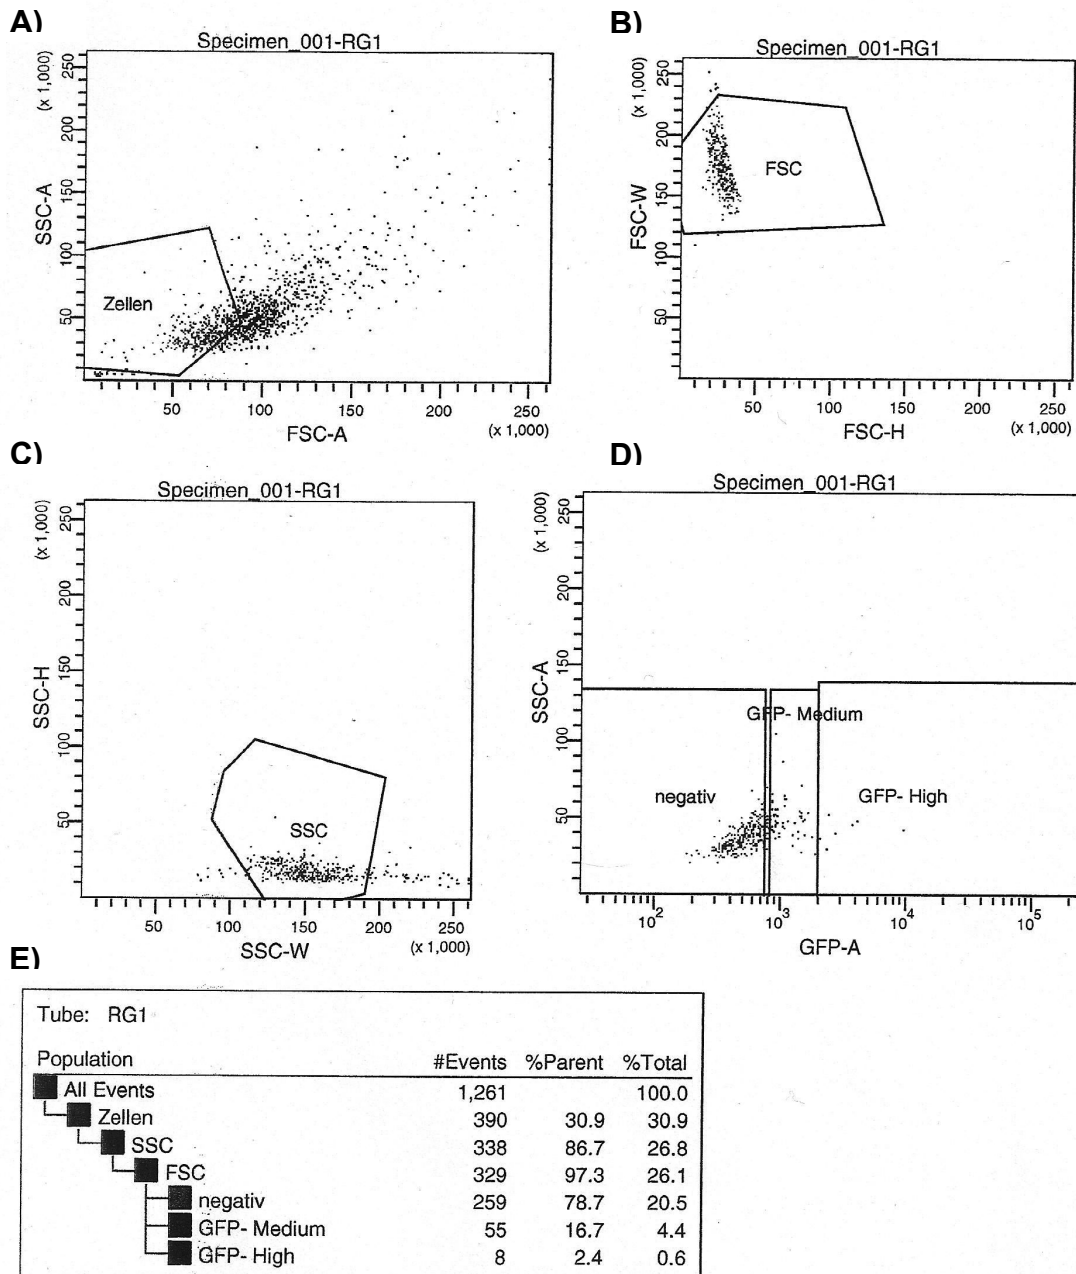 A)
Specimen_001-RG1
(x 1,000)
250
200
150
100
50
SSC-A
Zellen
50 100 150 200 250
FSC-A (x 1,000)
B)
Specimen_001-RG1
(x 1,000)
250
200
150
100
50
FSC-W
FSC
50 100 150 200 250
FSC-H (x 1,000)
C)
Specimen_001-RG1
(x 1,000)
250
200
150
100
50
SSC-H
SSC
50 100 150 200 250
SSC-W (x 1,000)
D)
Specimen_001-RG1
(x 1,000)
250
200
150
100
50
SSC-A
GFP- Medium
negativ GFP- High
10² 10³ 10⁴ 10⁵
GFP-A
E)
Tube: RG1
Population #Events %Parent %Total
All Events 1,261 100.0
Zellen 390 30.9 30.9
SSC 338 86.7 26.8
FSC 329 97.3 26.1
negativ 259 78.7 20.5
GFP- Medium 55 16.7 4.4
GFP- High 8 2.4 0.6